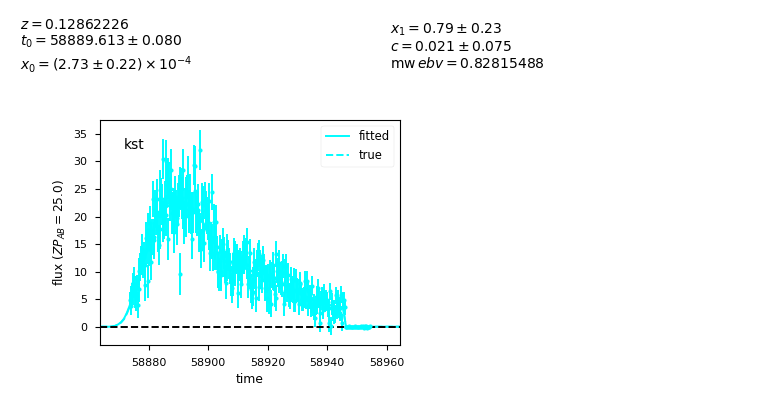 z = 0.12862226
t₀ = 58889.613 ± 0.080
x₀ = (2.73 ± 0.22) × 10⁻⁴
x₁ = 0.79 ± 0.23
c = 0.021 ± 0.075
mw ebv = 0.82815488
kst
fitted
true
flux (ZP_AB = 25.0)
35
30
25
20
15
10
5
0
58880 58900 58920 58940 58960
time